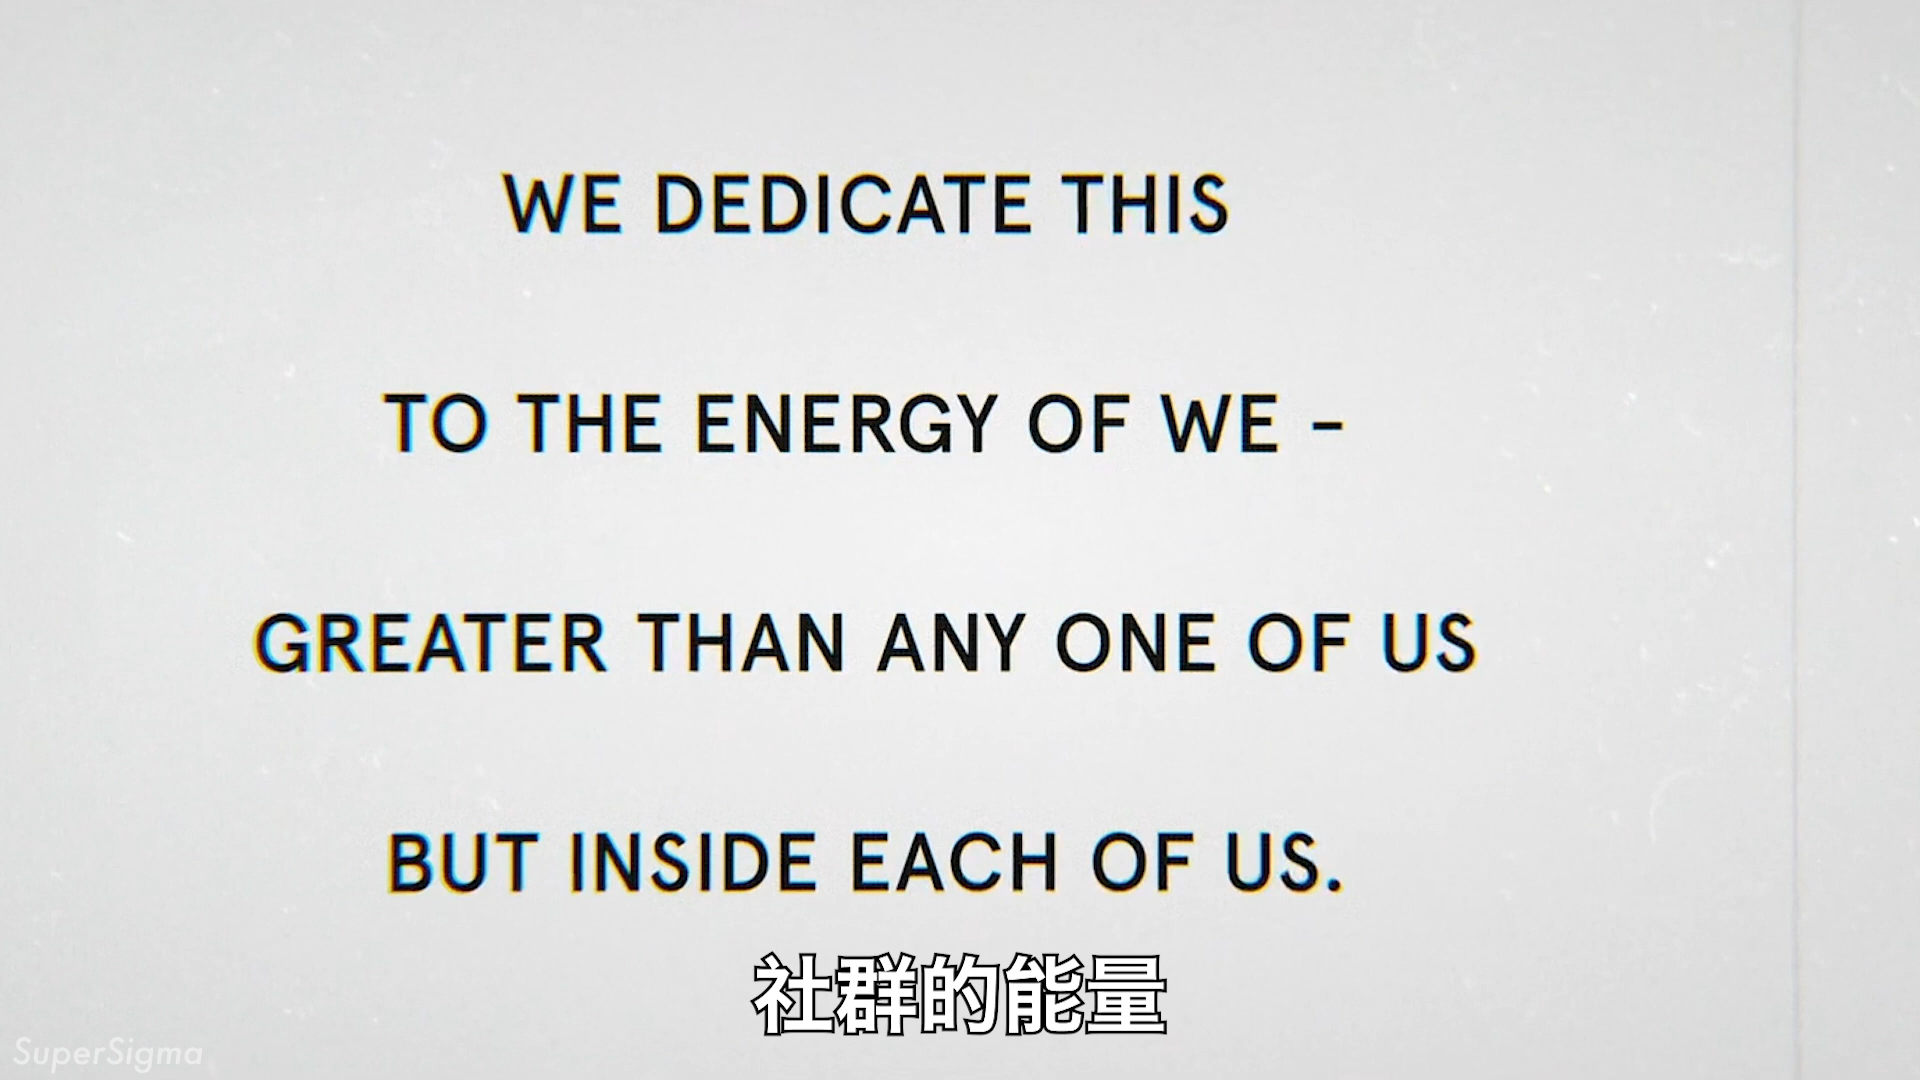 WE DEDICATE THIS
TO THE ENERGY OF WE -
GREATER THAN ANY ONE OF US
BUT INSIDE EACH OF US.
社群的能量
SuperSigma